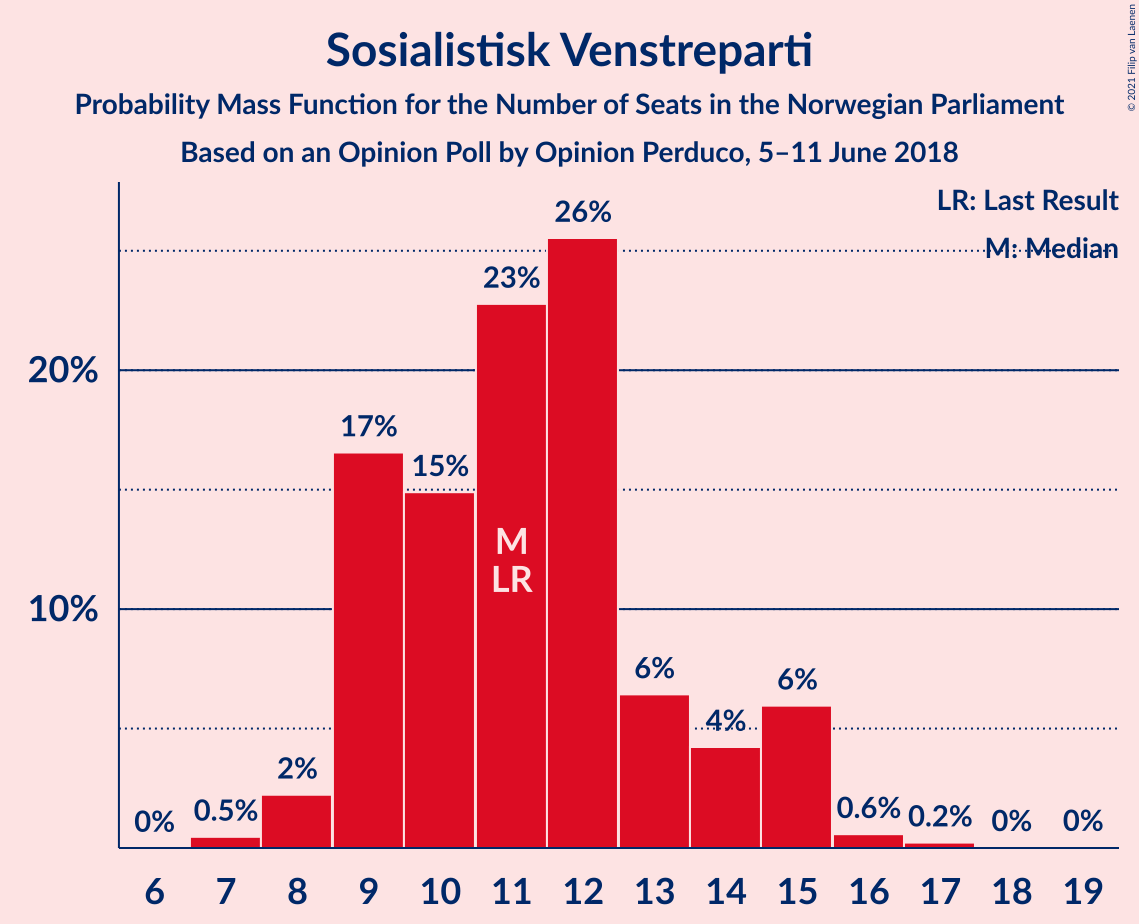 Sosialistisk Venstreparti
Probability Mass Function for the Number of Seats in the Norwegian Parliament
Based on an Opinion Poll by Opinion Perduco, 5–11 June 2018
© 2021 Filip van Laenen
LR: Last Result
M: Median
26%
23%
20%
17%
15%
M
LR
10%
6%
6%
4%
2%
0.5%
0%
0.6%
0.2%
0%
0%
6 7 8 9 10 11 12 13 14 15 16 17 18 19